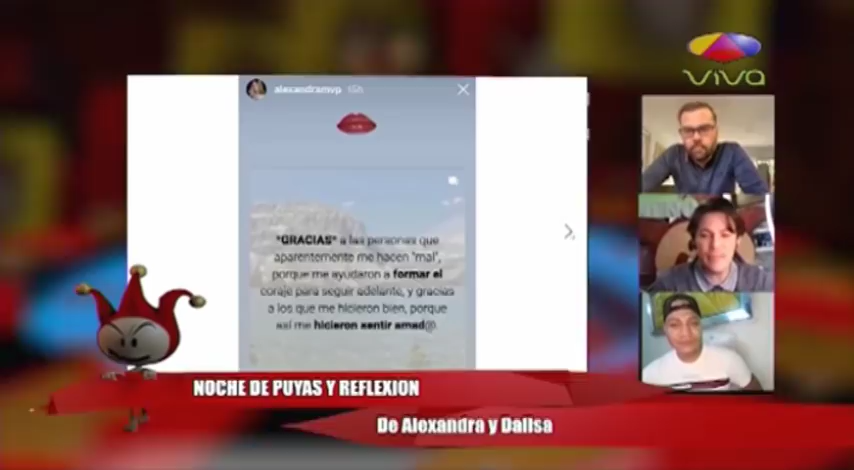 VIVA
alexandramvp 15h
*GRACIAS* a las personas que
aparentemente me hacen "mal",
porque me ayudaron a formar el
coraje para seguir adelante, y gracias
a los que me hicieron bien, porque
así me hicieron sentir amad@.
NOCHE DE PUYAS Y REFLEXION
De Alexandra y Dalisa